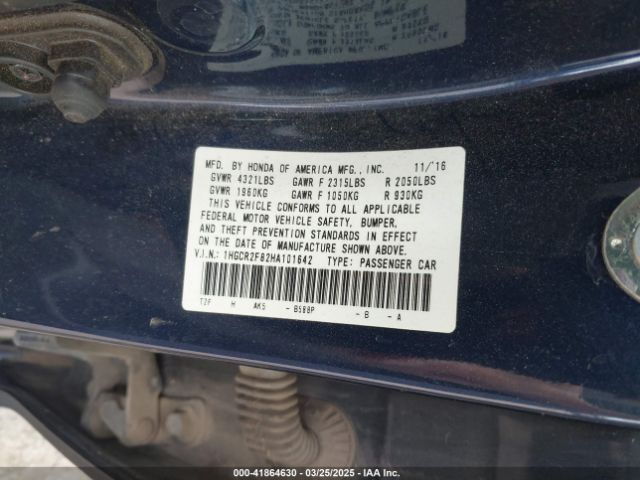 MFD. BY HONDA OF AMERICA MFG., INC. 11/'16
GVWR 4321LBS GAWR F 2315LBS R 2050LBS
GVWR 1960KG GAWR F 1050KG R 930KG
THIS VEHICLE CONFORMS TO ALL APPLICABLE
FEDERAL MOTOR VEHICLE SAFETY, BUMPER,
AND THEFT PREVENTION STANDARDS IN EFFECT
ON THE DATE OF MANUFACTURE SHOWN ABOVE.
V.I.N.: 1HGCR2F82HA101642 TYPE: PASSENGER CAR
T2F H AK5 - B588P - B - A
000-41864630 - 03/25/2025 - IAA Inc.